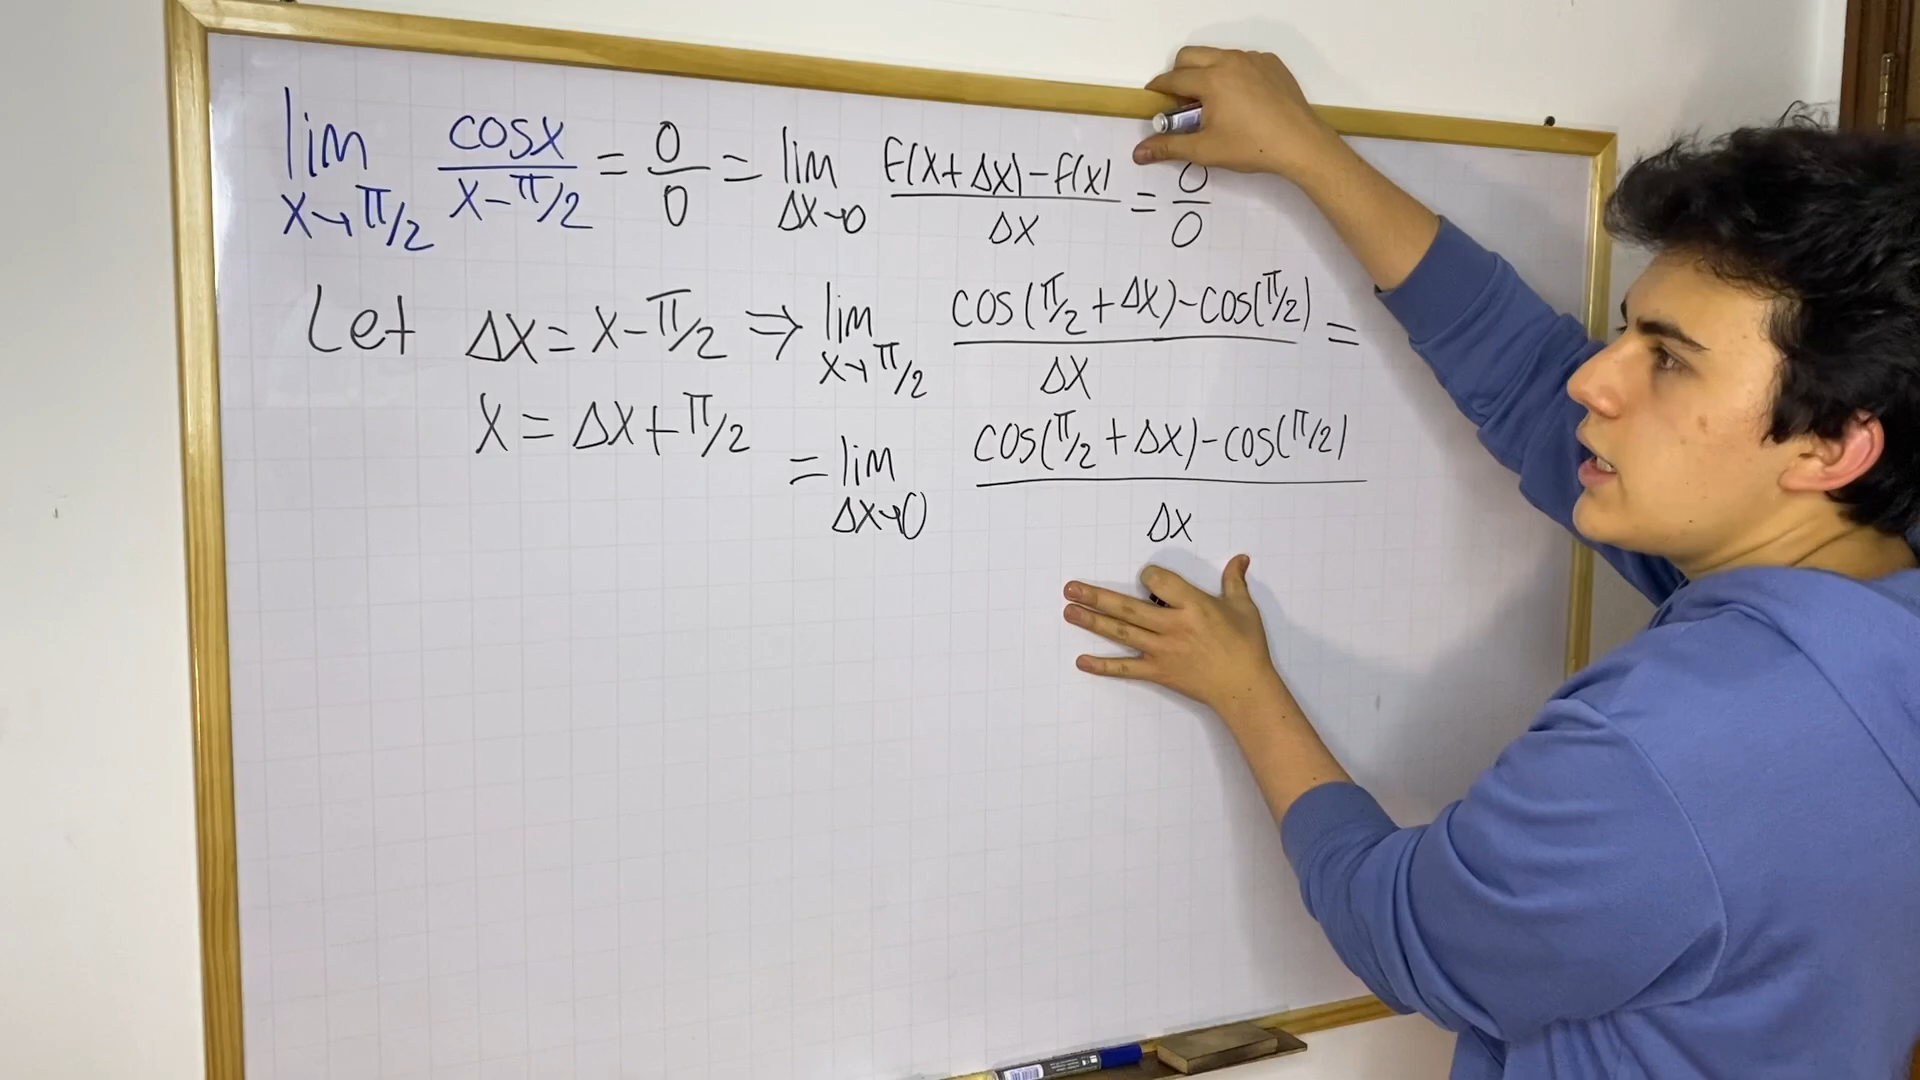 lim x→π/2 cosx/(x-π/2) = 0/0 = lim Δx→0 (f(x+Δx)-f(x))/Δx = 0/0
Let Δx = x-π/2 ⇒ lim x→π/2 (cos(π/2+Δx)-cos(π/2))/Δx =
x = Δx+π/2
= lim Δx→0 (cos(π/2+Δx)-cos(π/2))/Δx